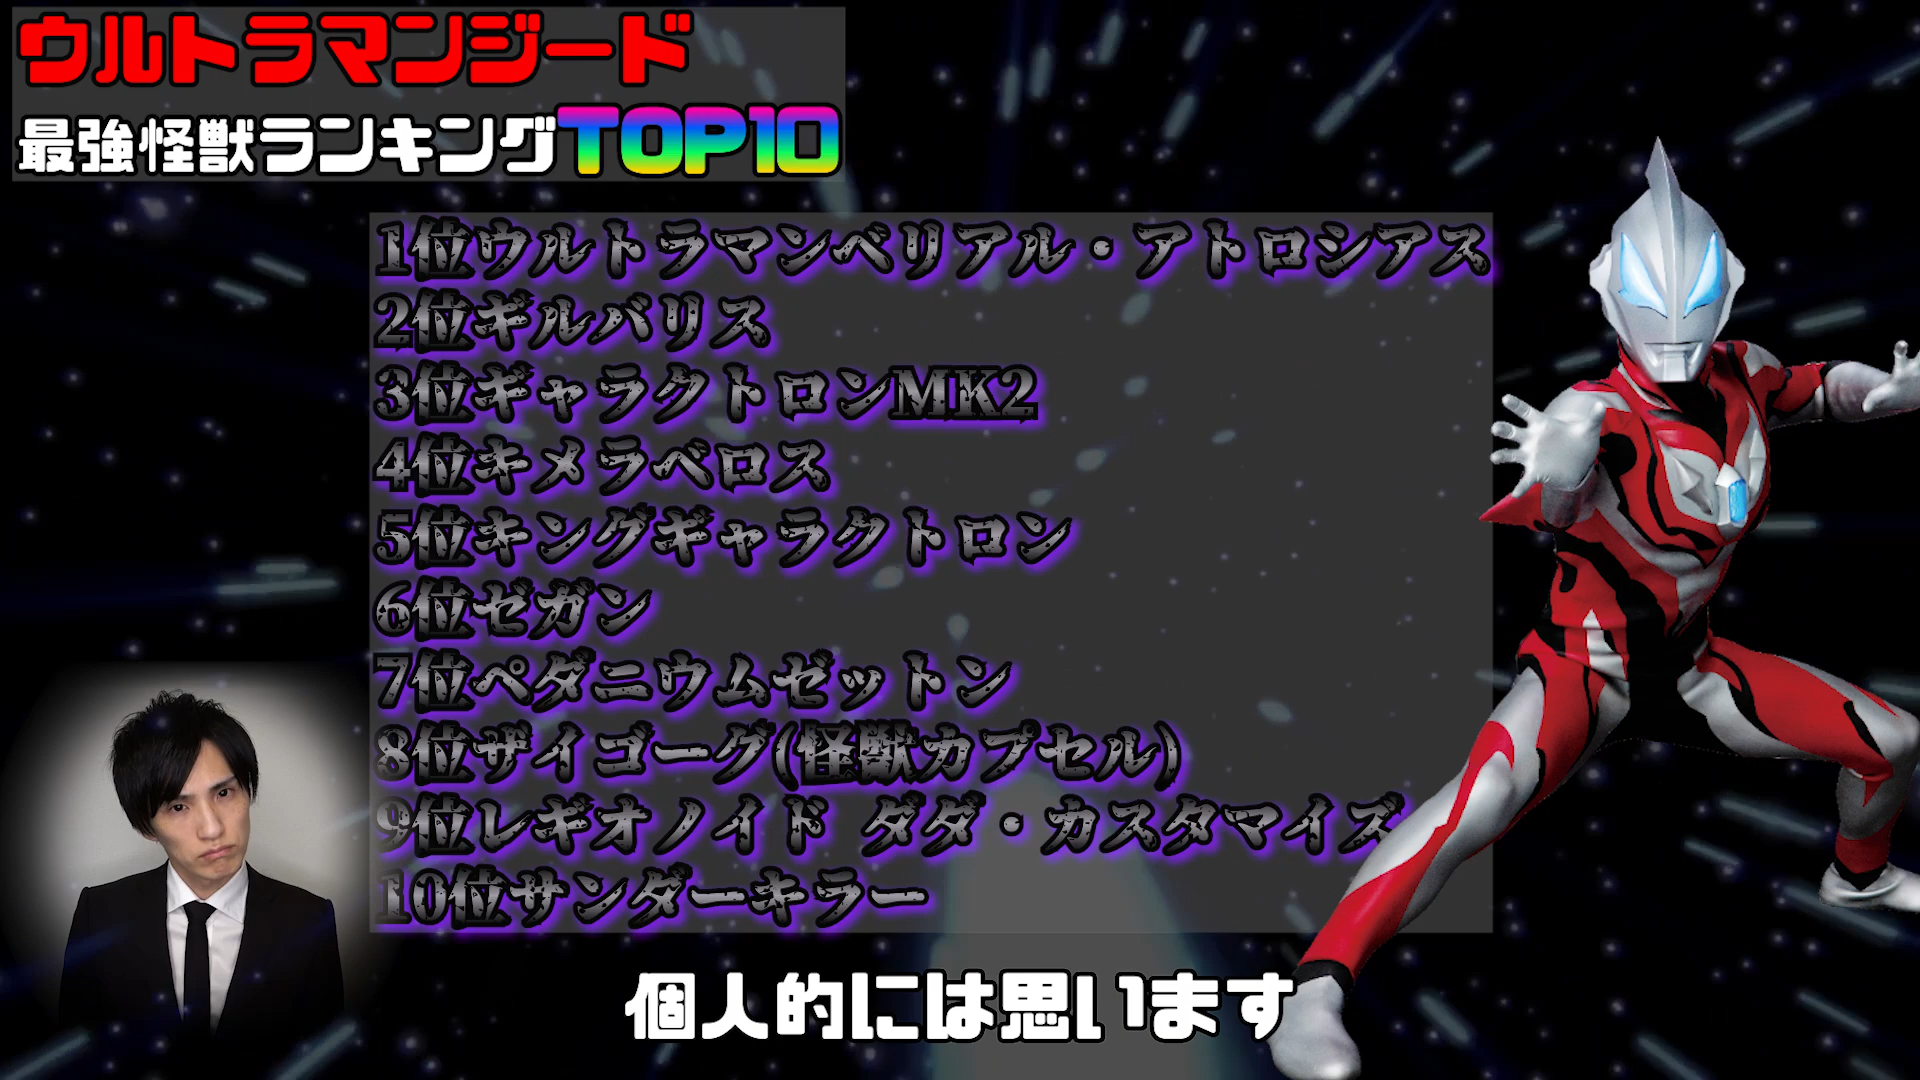 ウルトラマンジード
最強怪獣ランキングTOP10
1位ウルトラマンベリアル・アトロシアス
2位ギルバリス
3位ギャラクトロンMK2
4位キメラベロス
5位キングギャラクトロン
6位ゼガン
7位ペダニウムゼットン
8位ザイゴーグ(怪獣カプセル)
9位レギオノイド ダダ・カスタマイズ
10位サンダーキラー
個人的には思います